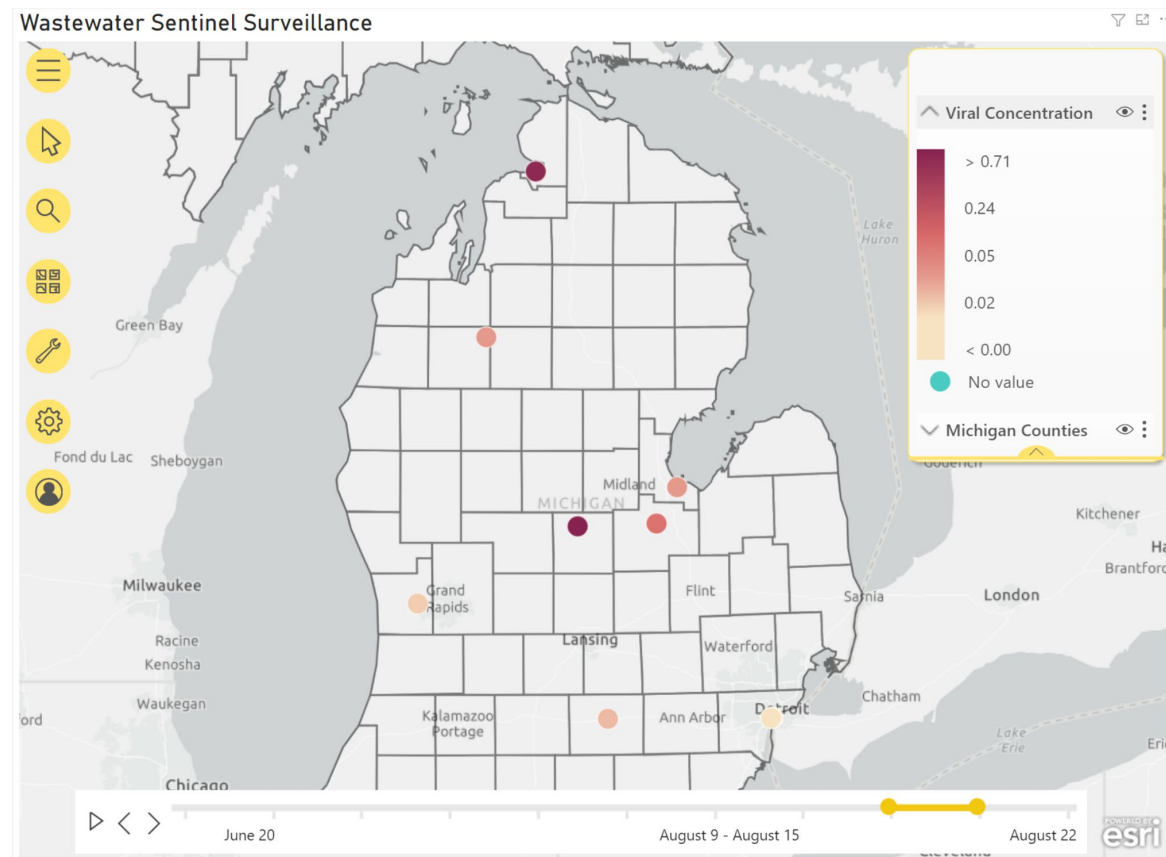 Wastewater Sentinel Surveillance
Viral Concentration
> 0.71
0.24
0.05
0.02
< 0.00
No value
Michigan Counties
Lake
Huron
Green Bay
Fond du Lac
Sheboygan
Midland
MICHIGAN
Kitchener
Brantford
Milwaukee
Grand
Rapids
Flint
Sarnia
London
Racine
Kenosha
Lansing
Waterford
Waukegan
Chatham
Kalamazoo
Portage
Ann Arbor
Detroit
Lake
Erie
Chicago
June 20
August 9 - August 15
August 22
POWERED BY
esri